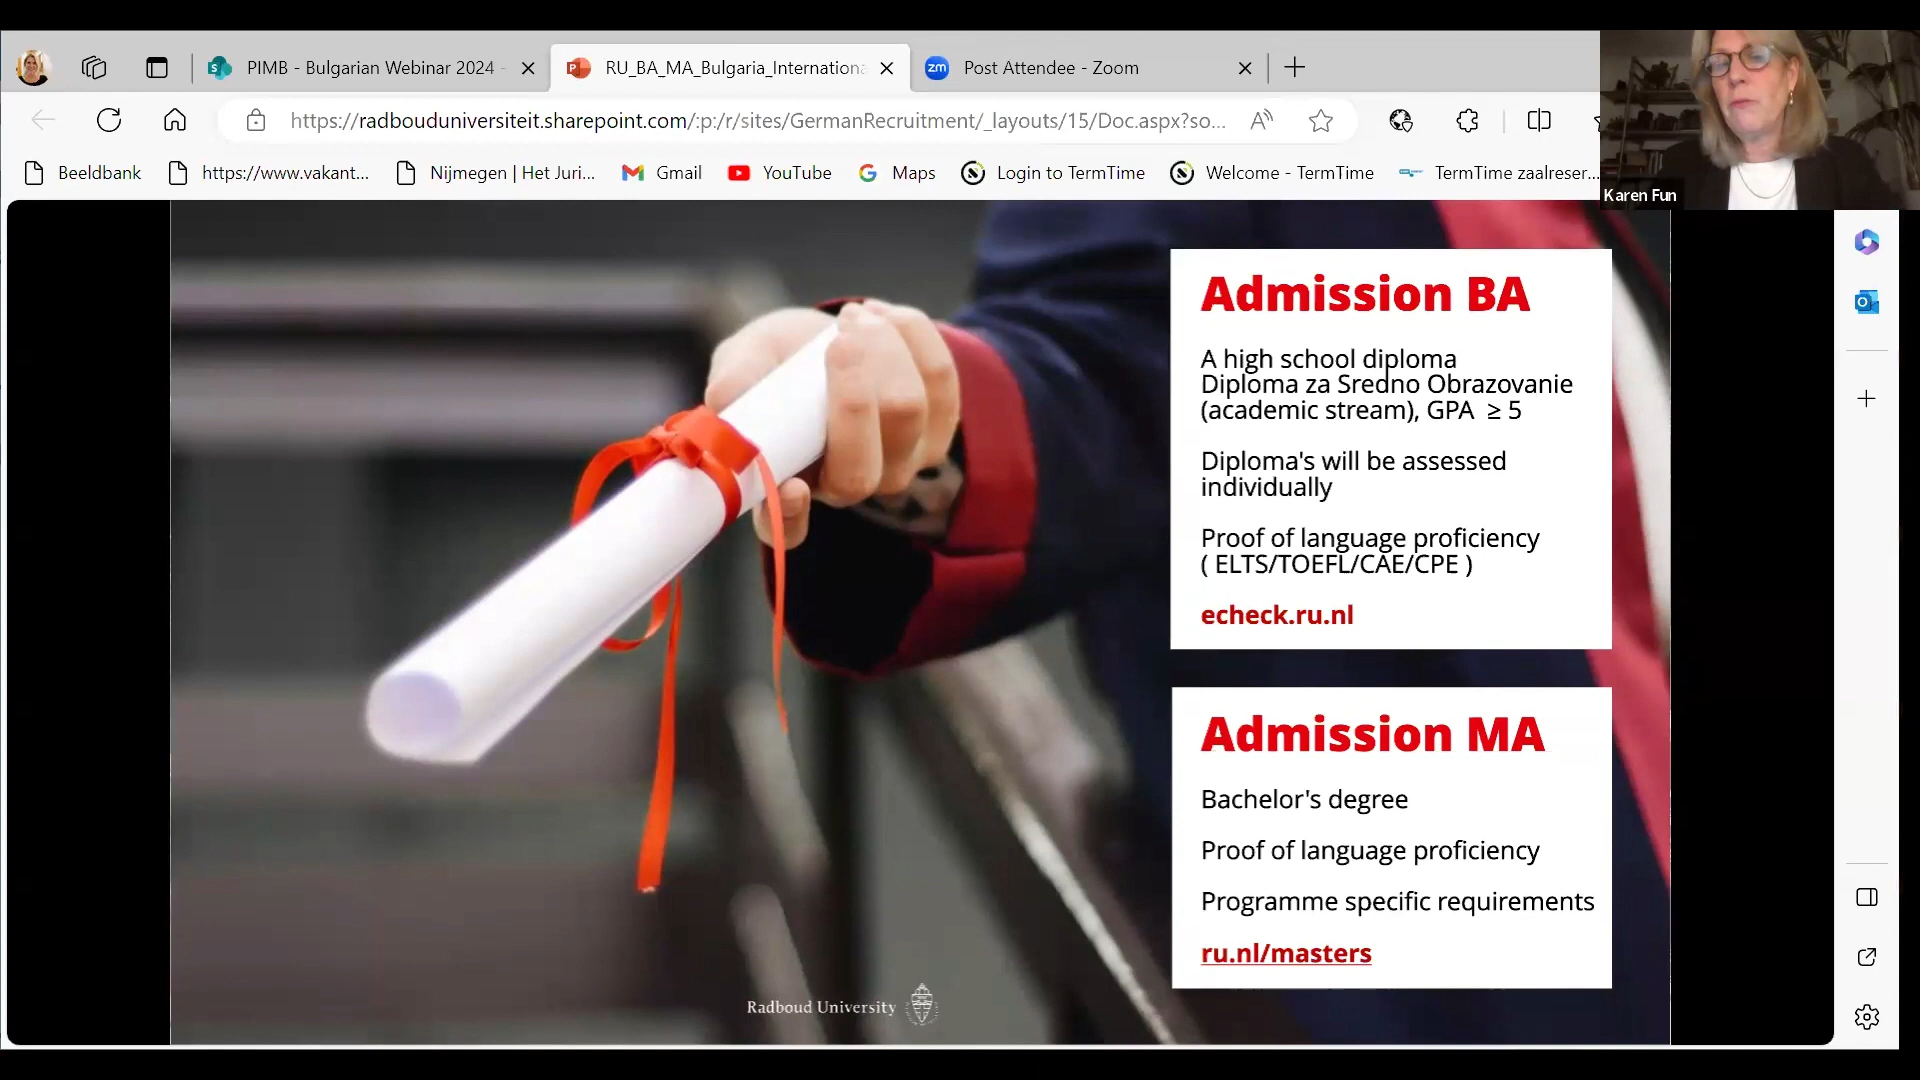 PIMB - Bulgarian Webinar 2024 -
RU_BA_MA_Bulgaria_Internationa
Post Attendee - Zoom
https://radbouduniversiteit.sharepoint.com/:p:/r/sites/GermanRecruitment/_layouts/15/Doc.aspx?so...
Beeldbank
https://www.vakant...
Nijmegen | Het Juri...
Gmail
YouTube
Maps
Login to TermTime
Welcome - TermTime
TermTime zaalreser...
Karen Fun
Admission BA
A high school diploma
Diploma za Sredno Obrazovanie
(academic stream), GPA ≥ 5
Diploma's will be assessed
individually
Proof of language proficiency
( ELTS/TOEFL/CAE/CPE )
echeck.ru.nl
Admission MA
Bachelor's degree
Proof of language proficiency
Programme specific requirements
ru.nl/masters
Radboud University